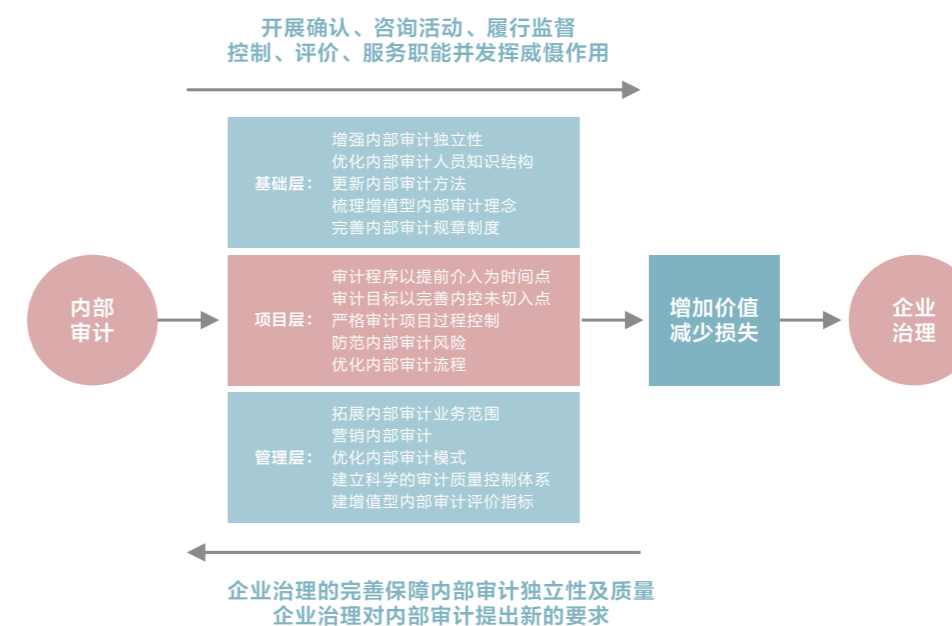 开展确认、咨询活动、履行监督
控制、评价、服务职能并发挥威慑作用
内部
审计
基础层：
增强内部审计独立性
优化内部审计人员知识结构
更新内部审计方法
梳理增值型内部审计理念
完善内部审计规章制度
项目层：
审计程序以提前介入为时间点
审计目标以完善内控未切入点
严格审计项目过程控制
防范内部审计风险
优化内部审计流程
管理层：
拓展内部审计业务范围
营销内部审计
优化内部审计模式
建立科学的审计质量控制体系
建增值型内部审计评价指标
增加价值
减少损失
企业
治理
企业治理的完善保障内部审计独立性及质量
企业治理对内部审计提出新的要求